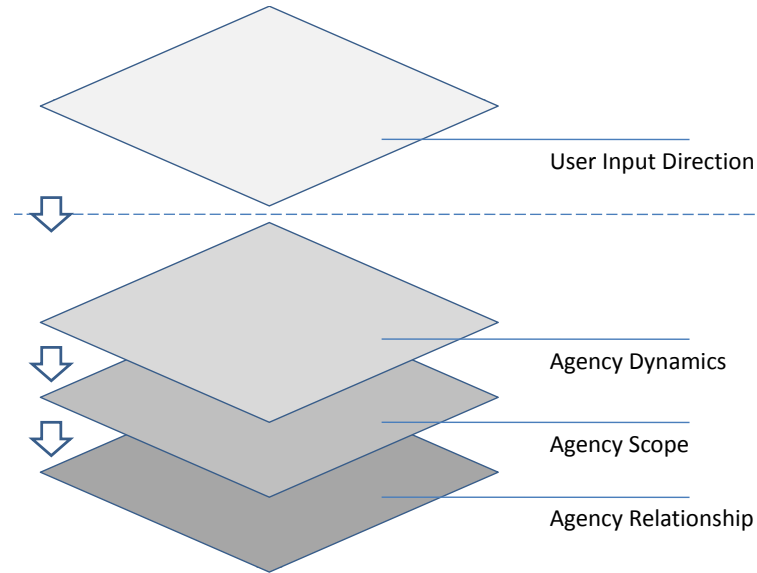 User Input Direction
Agency Dynamics
Agency Scope
Agency Relationship